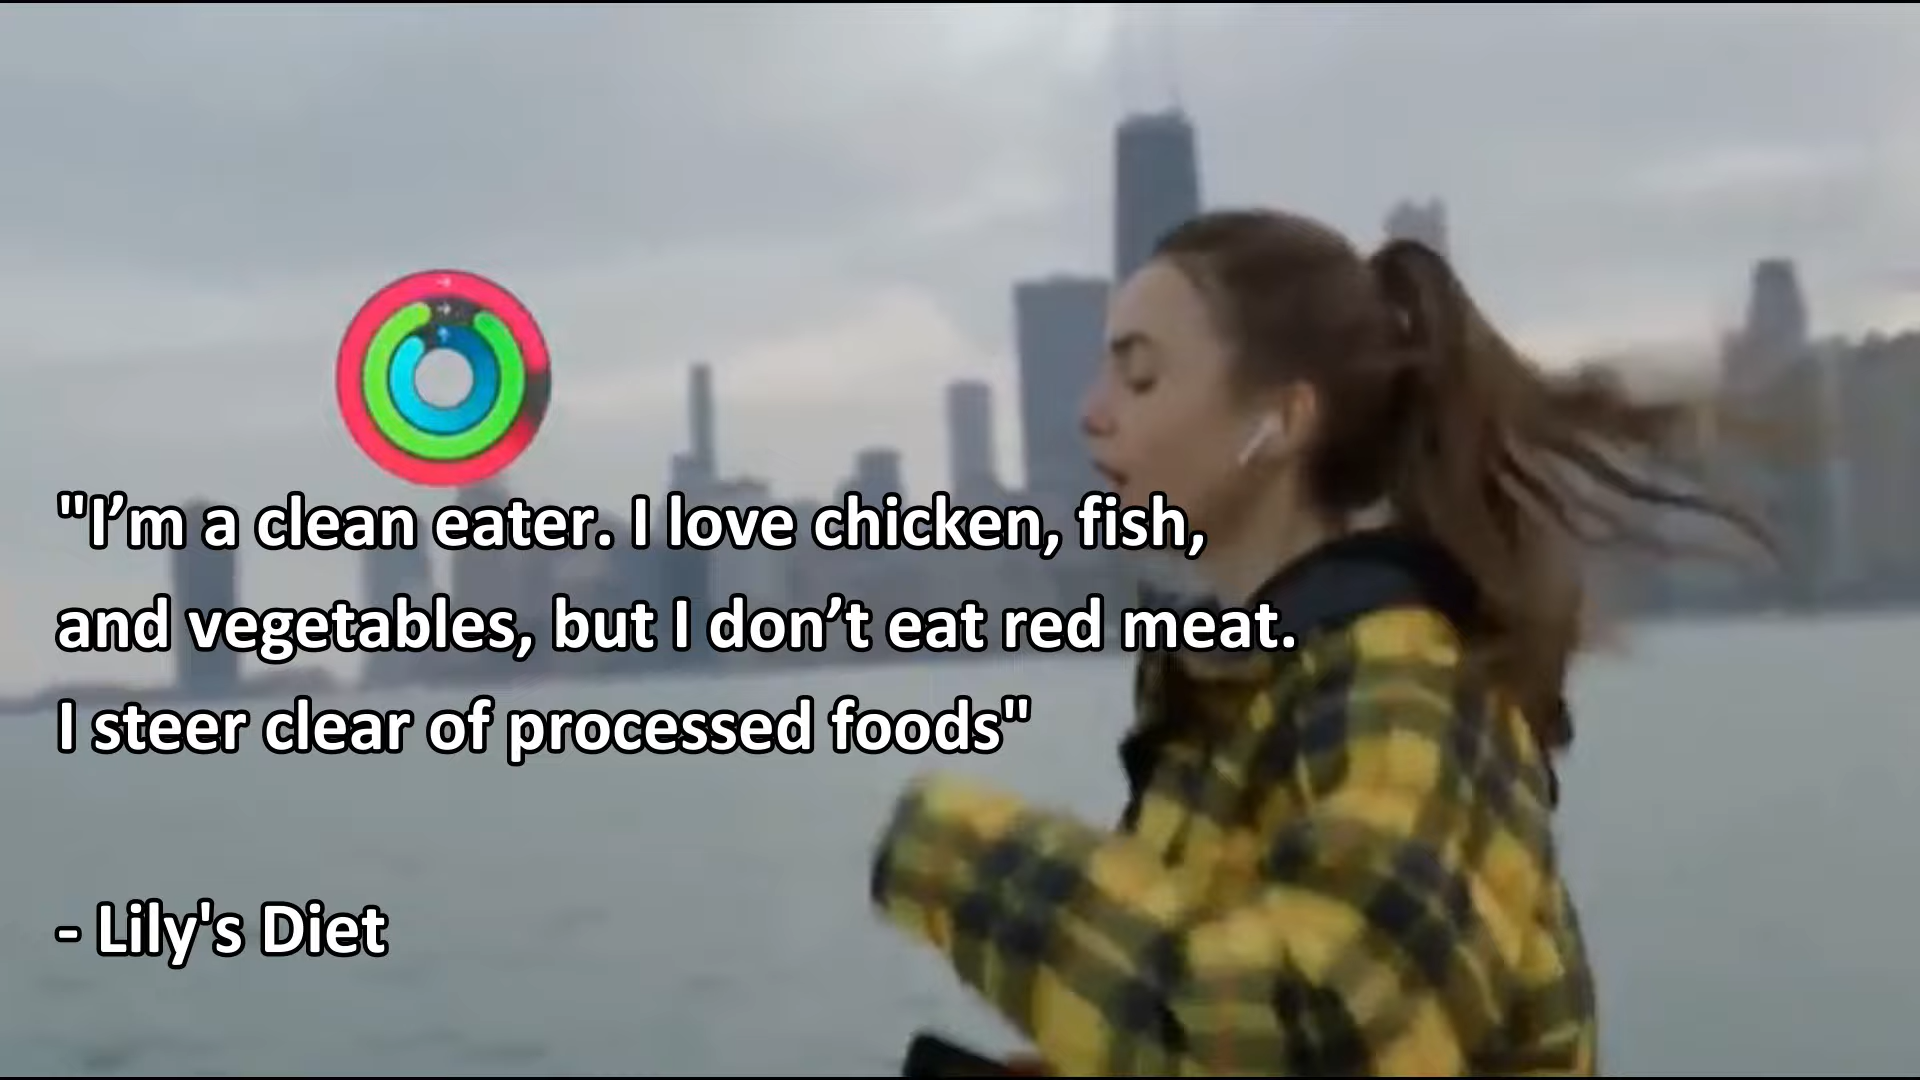 "I’m a clean eater. I love chicken, fish,
and vegetables, but I don’t eat red meat.
I steer clear of processed foods"
- Lily's Diet